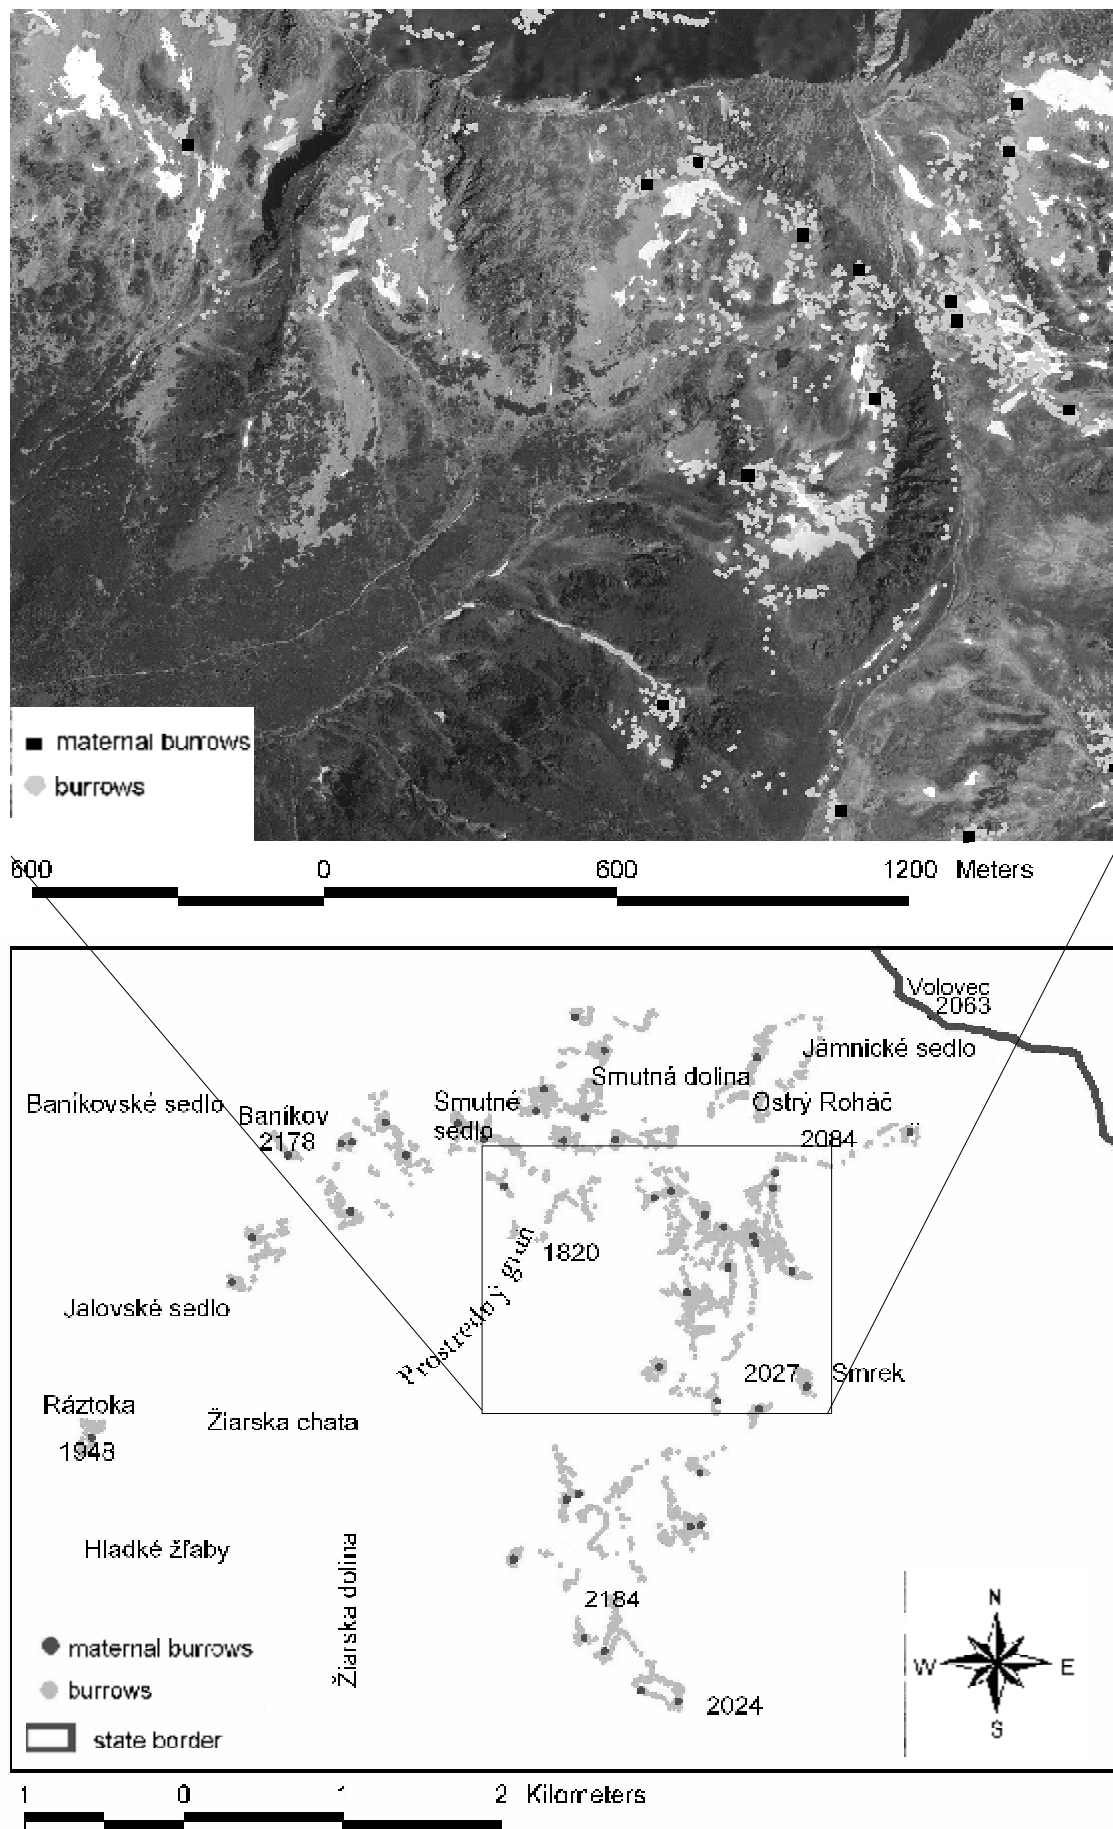 maternal burrows
burrows
600 0 600 1200 Meters
Volovec
2063
Jamnické sedlo
Smutná dolina
Baníkovské sedlo
Baníkov
2178
Smutné
sedlo
Ostrý Roháč
2084
1820
Prostredný grúň
Jalovské sedlo
2027 Smrek
Ráztoka
1948
Žiarska chata
Hladké žľaby
Žiarska dolina
2184
2024
N
W E
S
maternal burrows
burrows
state border
1 0 1 2 Kilometers